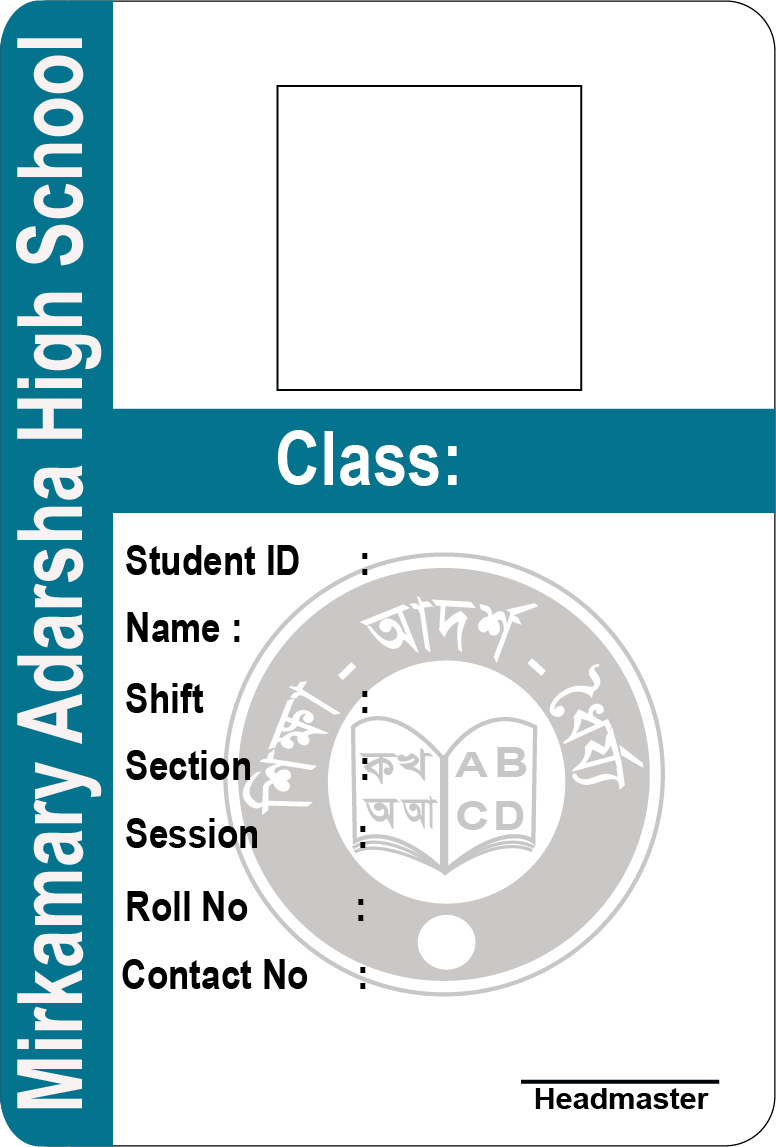 Mirkamary Adarsha High School
Class:
Student ID :
Name :
Shift :
Section :
Session :
Roll No :
Contact No :
শিক্ষা - আদর্শ - ধৈর্য্য
কখ AB
অআ CD
Headmaster